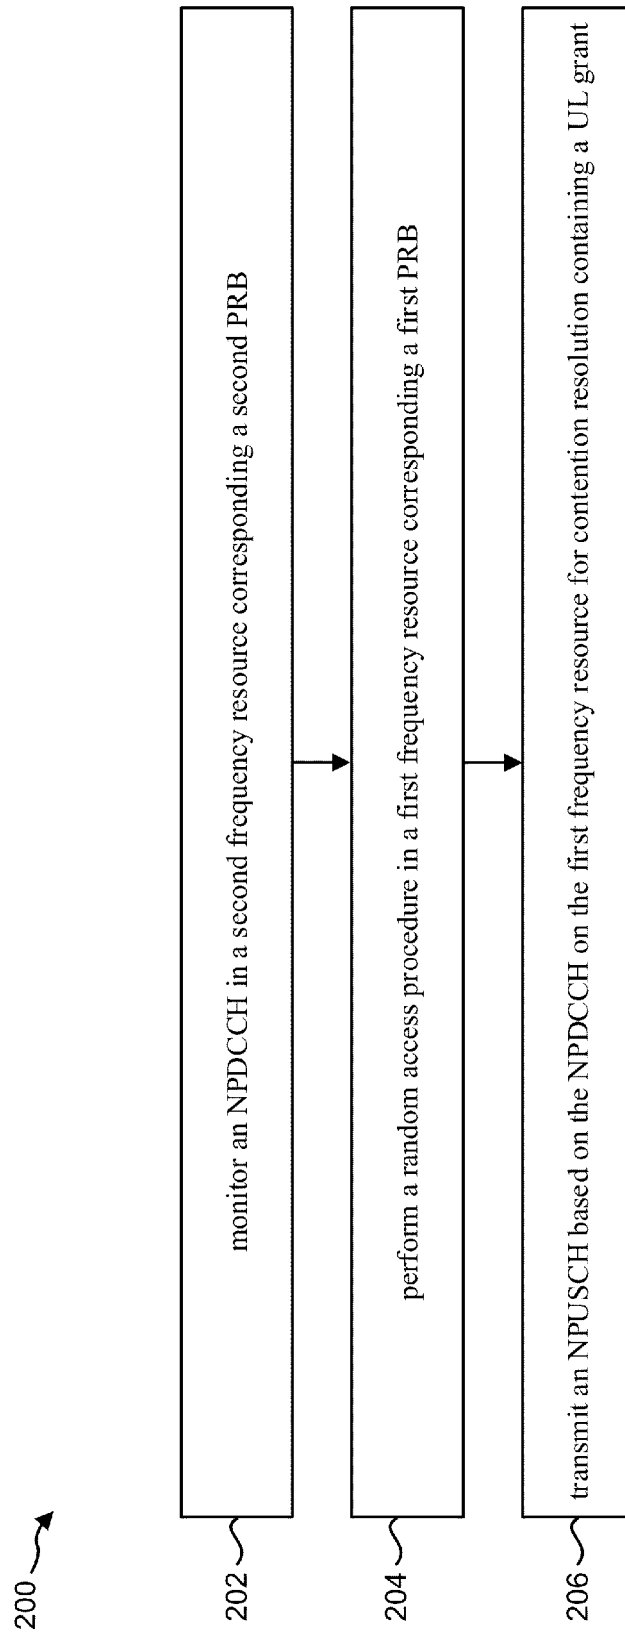 200
202
monitor an NPDCCH in a second frequency resource corresponding a second PRB
204
perform a random access procedure in a first frequency resource corresponding a first PRB
206
transmit an NPUSCH based on the NPDCCH on the first frequency resource for contention resolution containing a UL grant